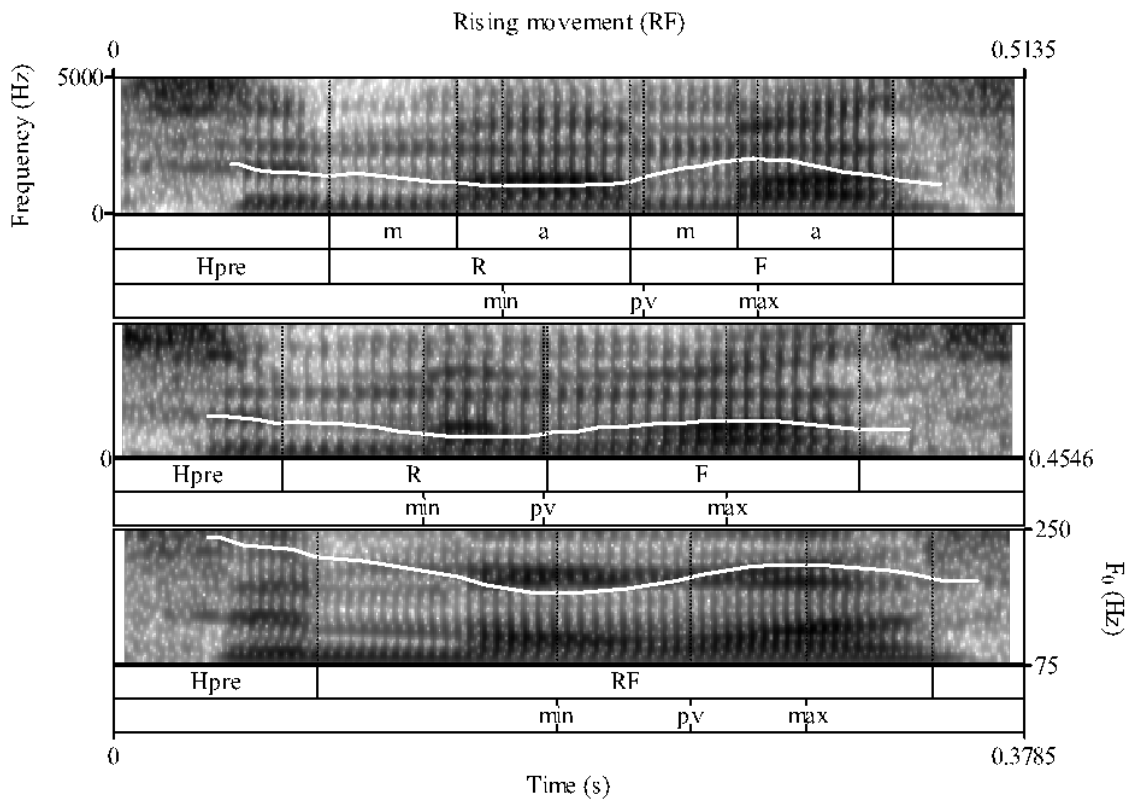 Rising movement (RF)
0 0.5135
Frequency (Hz)
5000
0
m a m a
Hpre R F
min pv max
0 0.4546
Hpre R F
min pv max
250
F0 (Hz)
75
Hpre RF
min pv max
0 0.3785
Time (s)